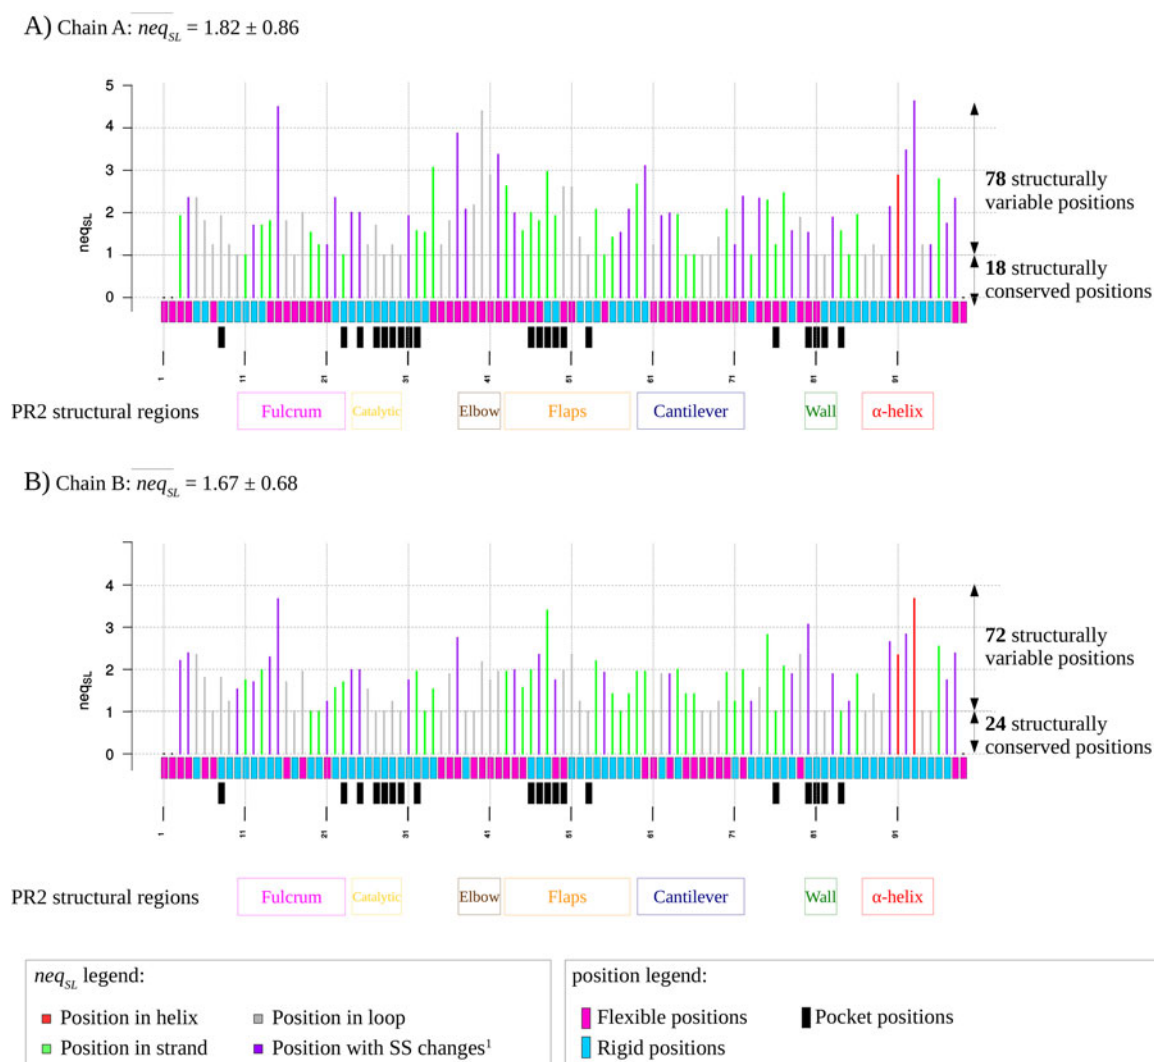 A) Chain A: neq_SL = 1.82 ± 0.86
5
4
3
2
1
0
neq_SL
78 structurally
variable positions
18 structurally
conserved positions
1 11 21 31 41 51 61 71 81 91
PR2 structural regions Fulcrum Catalytic Elbow Flaps Cantilever Wall α-helix
B) Chain B: neq_SL = 1.67 ± 0.68
4
3
2
1
0
neq_SL
72 structurally
variable positions
24 structurally
conserved positions
1 11 21 31 41 51 61 71 81 91
PR2 structural regions Fulcrum Catalytic Elbow Flaps Cantilever Wall α-helix
neq_SL legend:
Position in helix Position in loop
Position in strand Position with SS changes¹
position legend:
Flexible positions Pocket positions
Rigid positions